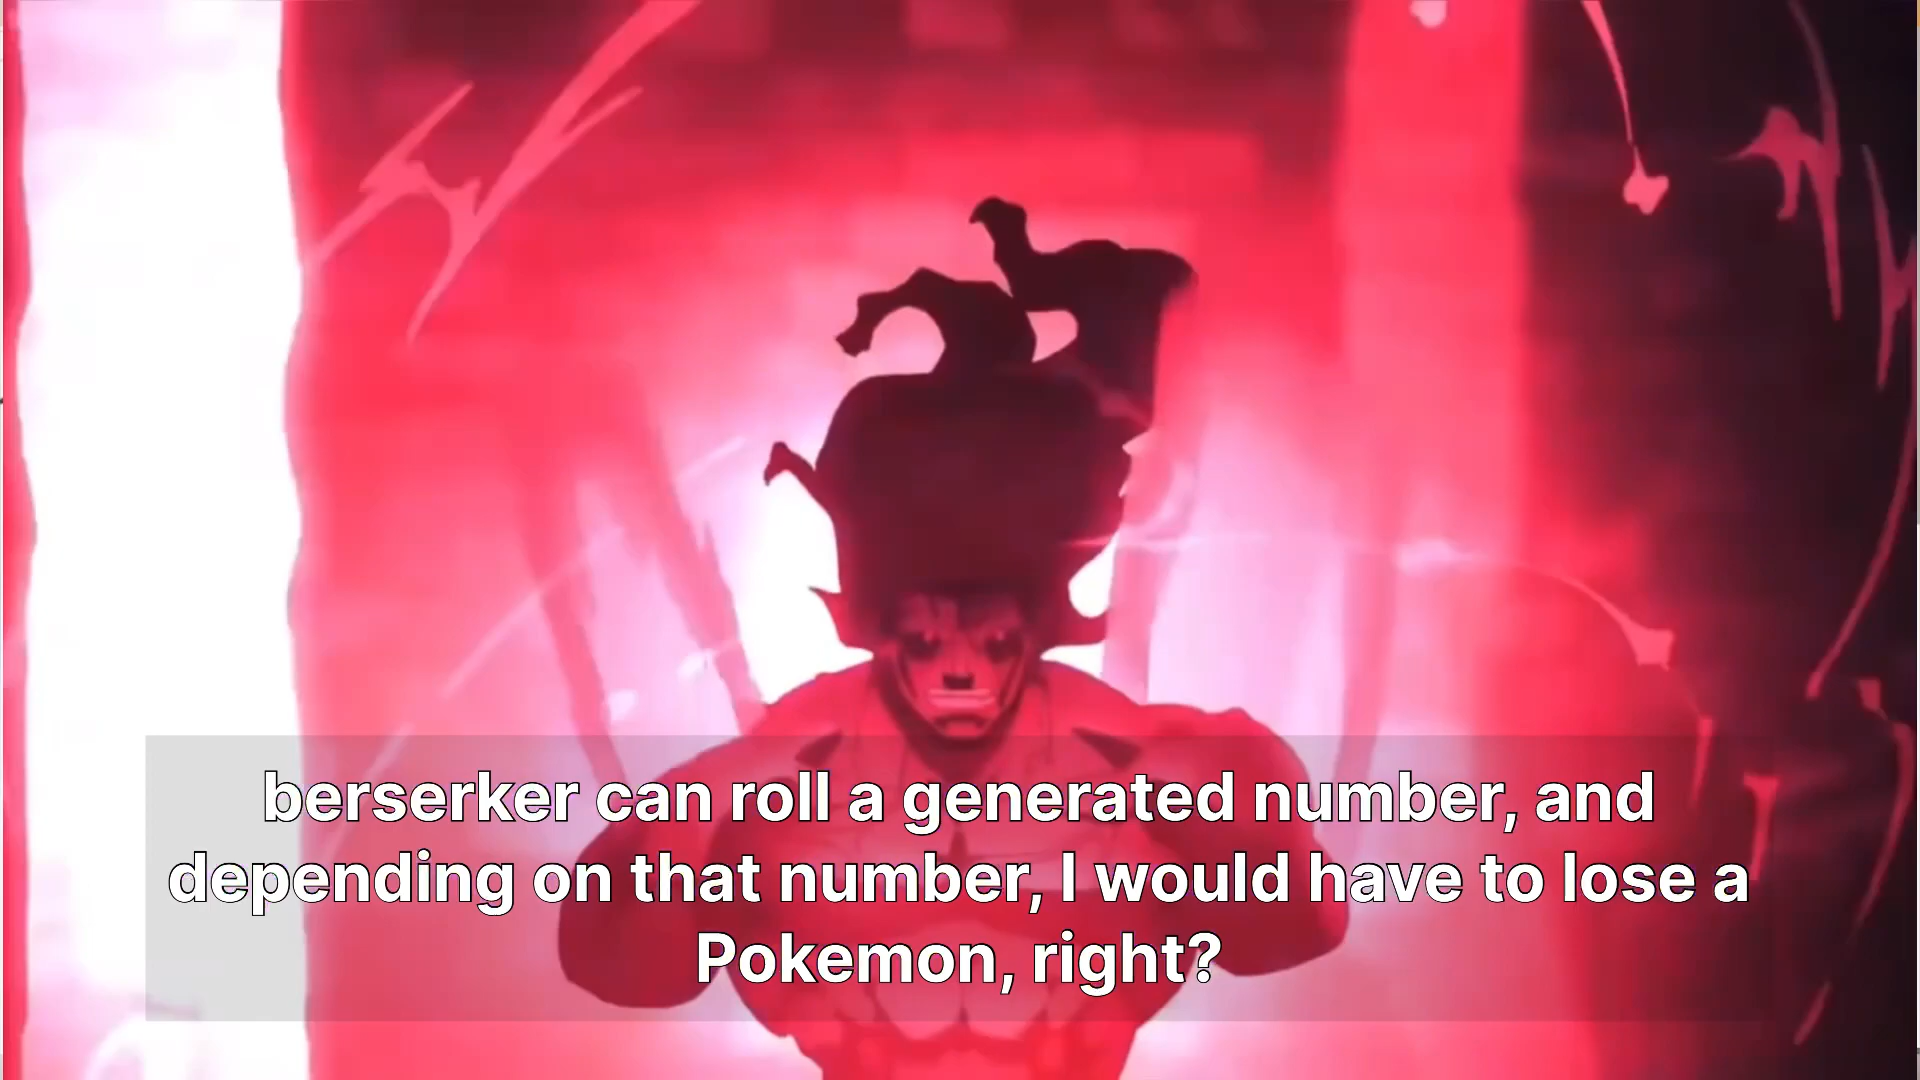 berserker can roll a generated number, and
depending on that number, I would have to lose a
Pokemon, right?